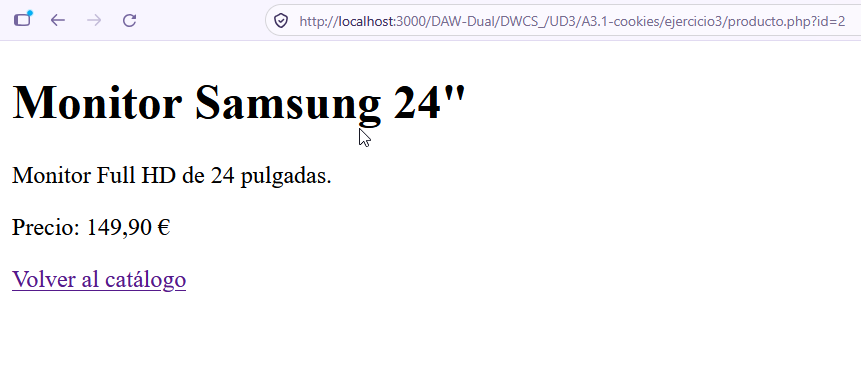 http://localhost:3000/DAW-Dual/DWCS_/UD3/A3.1-cookies/ejercicio3/producto.php?id=2
Monitor Samsung 24"
Monitor Full HD de 24 pulgadas.
Precio: 149,90 €
Volver al catálogo